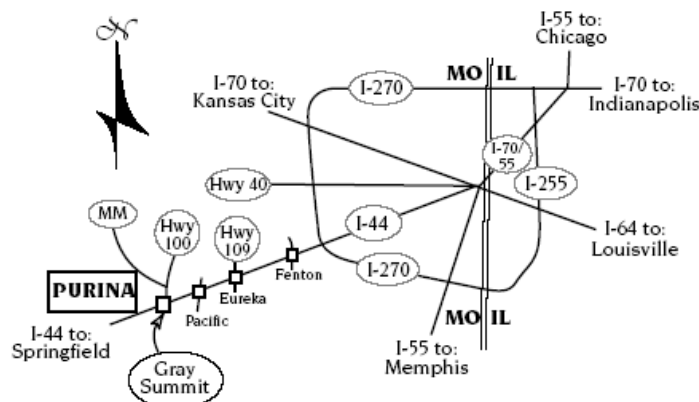 N
I-55 to:
Chicago
MO IL
I-70 to:
Kansas City
I-270
I-70 to:
Indianapolis
I-70/
55
Hwy 40
I-255
MM
Hwy
100
Hwy
109
I-44
I-64 to:
Louisville
Fenton
I-270
PURINA
Eureka
Pacific
MO IL
I-44 to:
Springfield
I-55 to:
Memphis
Gray
Summit